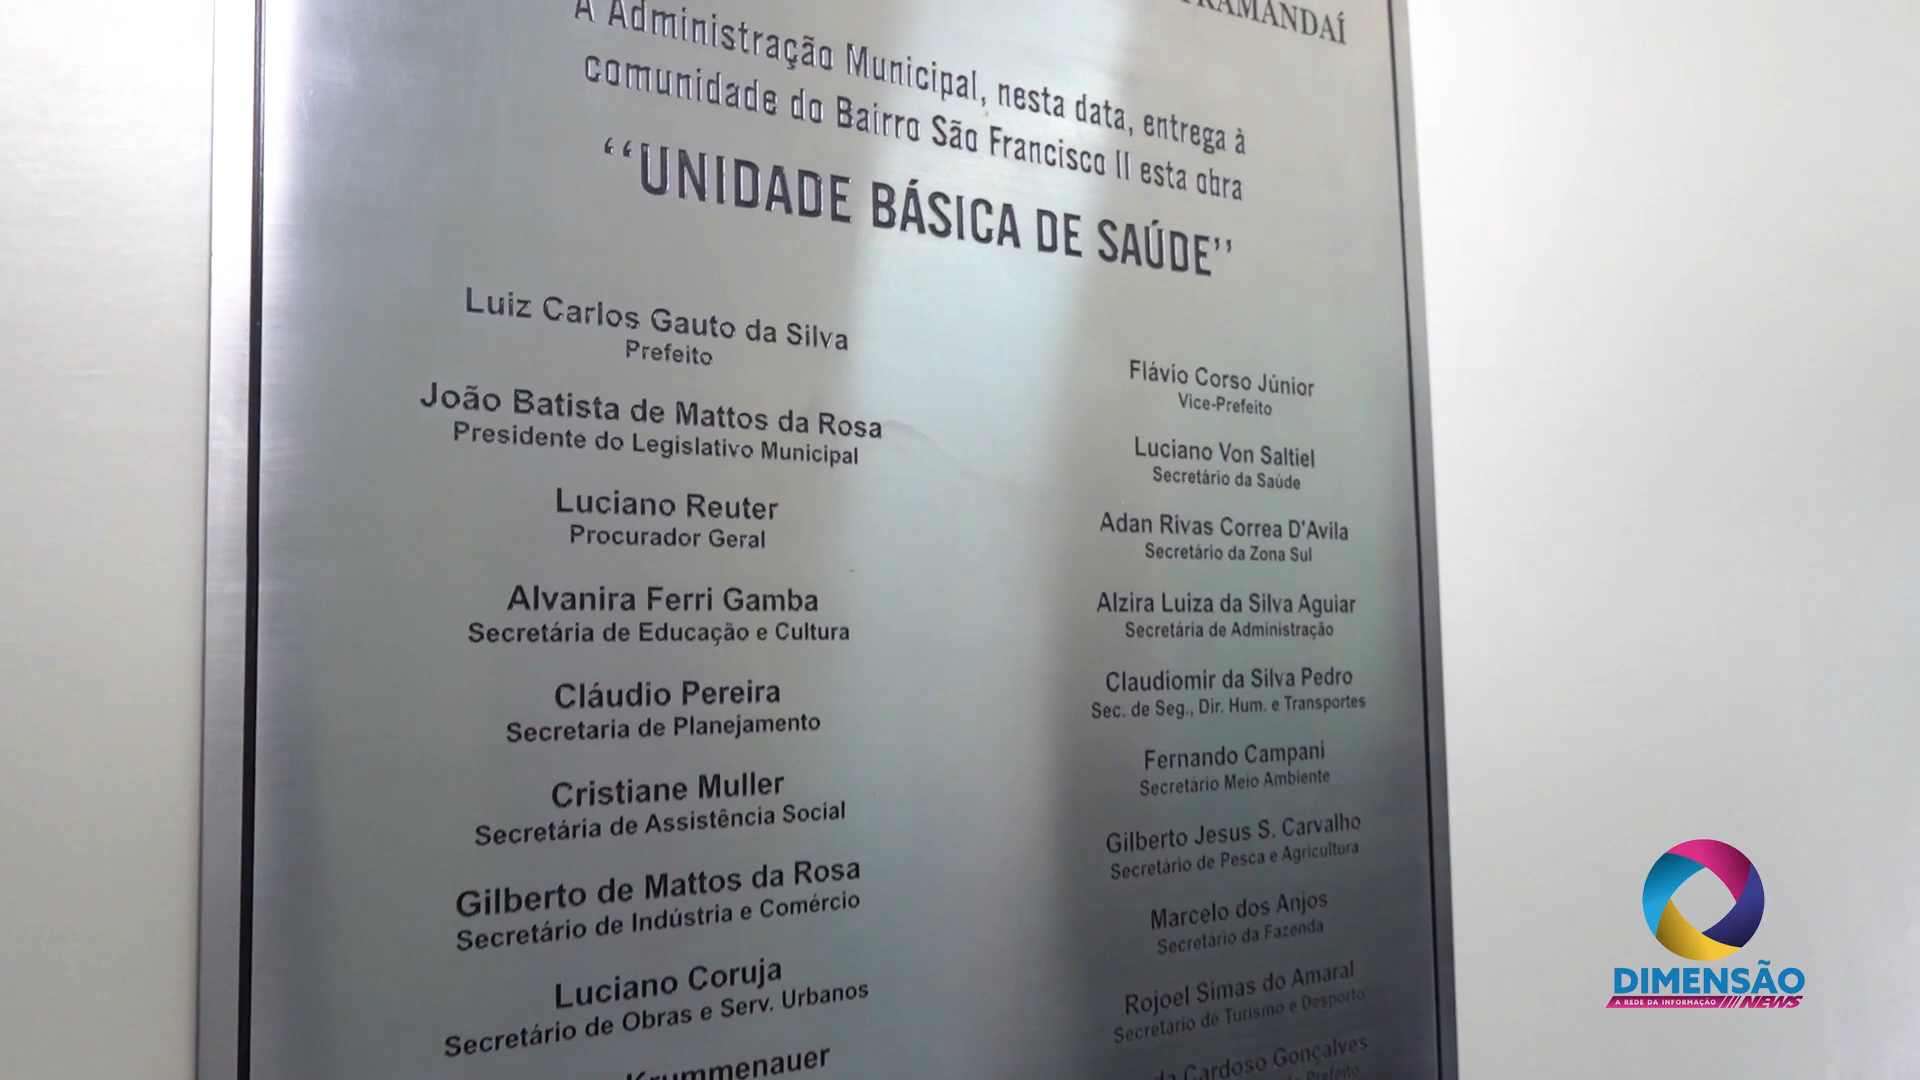 TRAMANDAÍ
A Administração Municipal, nesta data, entrega à
comunidade do Bairro São Francisco II esta obra
“UNIDADE BÁSICA DE SAÚDE”
Luiz Carlos Gauto da Silva
Prefeito
João Batista de Mattos da Rosa
Presidente do Legislativo Municipal
Luciano Reuter
Procurador Geral
Alvanira Ferri Gamba
Secretária de Educação e Cultura
Cláudio Pereira
Secretaria de Planejamento
Cristiane Muller
Secretária de Assistência Social
Gilberto de Mattos da Rosa
Secretário de Indústria e Comércio
Luciano Coruja
Secretário de Obras e Serv. Urbanos
Krummenauer
Flávio Corso Júnior
Vice-Prefeito
Luciano Von Saltiel
Secretário da Saúde
Adan Rivas Correa D'Avila
Secretário da Zona Sul
Alzira Luiza da Silva Aguiar
Secretária de Administração
Claudiomir da Silva Pedro
Sec. de Seg., Dir. Hum. e Transportes
Fernando Campani
Secretário Meio Ambiente
Gilberto Jesus S. Carvalho
Secretário de Pesca e Agricultura
Marcelo dos Anjos
Secretário da Fazenda
Rojoel Simas do Amaral
Secretário de Turismo e Desporto
Cardoso Gonçalves
Prefeito
DIMENSÃO
A REDE DA INFORMAÇÃO NEWS